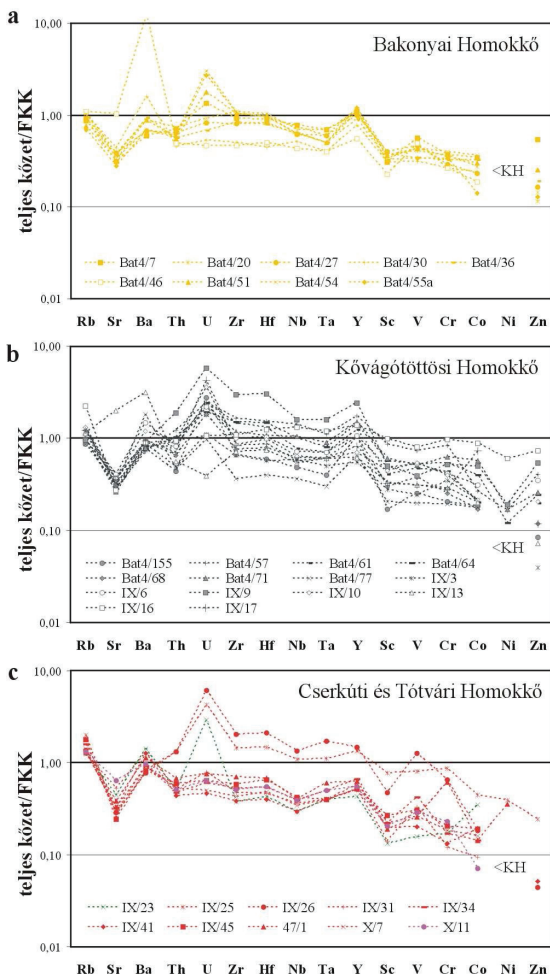 a
10,00
Bakonyai Homokkő
1,00
teljes kőzet/FKK
<KH
0,10
Bat4/7 Bat4/20 Bat4/27 Bat4/30 Bat4/36
Bat4/46 Bat4/51 Bat4/54 Bat4/55a
0,01
Rb Sr Ba Th U Zr Hf Nb Ta Y Sc V Cr Co Ni Zn
b
10,00
Kővágótöttösi Homokkő
1,00
teljes kőzet/FKK
0,10
<KH
Bat4/155 Bat4/57 Bat4/61 Bat4/64
Bat4/68 Bat4/71 Bat4/77 IX/3
IX/6 IX/9 IX/10 IX/13
IX/16 IX/17
0,01
Rb Sr Ba Th U Zr Hf Nb Ta Y Sc V Cr Co Ni Zn
c
10,00
Cserkúti és Tótvári Homokkő
1,00
teljes kőzet/FKK
0,10
<KH
IX/23 IX/25 IX/26 IX/31 IX/34
IX/41 IX/45 47/1 X/7 X/11
0,01
Rb Sr Ba Th U Zr Hf Nb Ta Y Sc V Cr Co Ni Zn